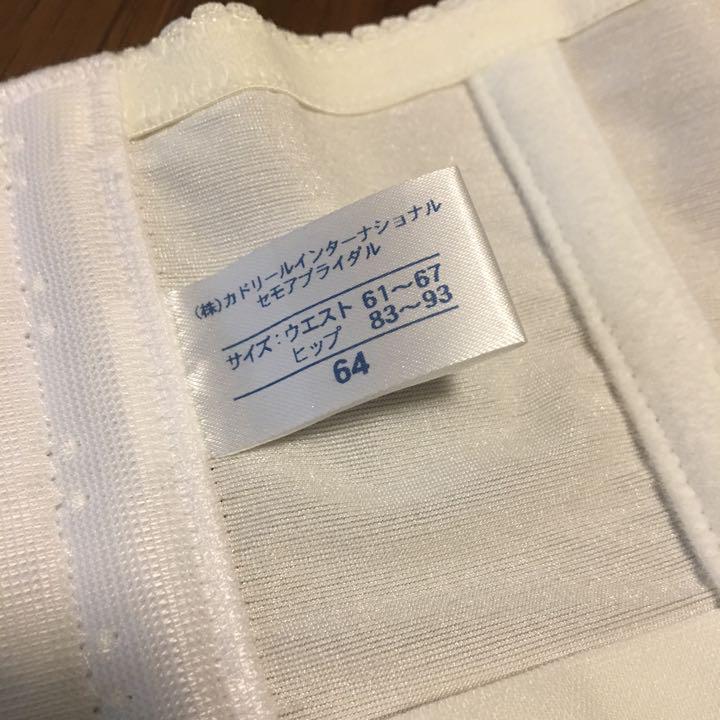 (株)カドリールインターナショナル
セモアブライダル
サイズ:ウエスト 61〜67
ヒップ 83〜93
64